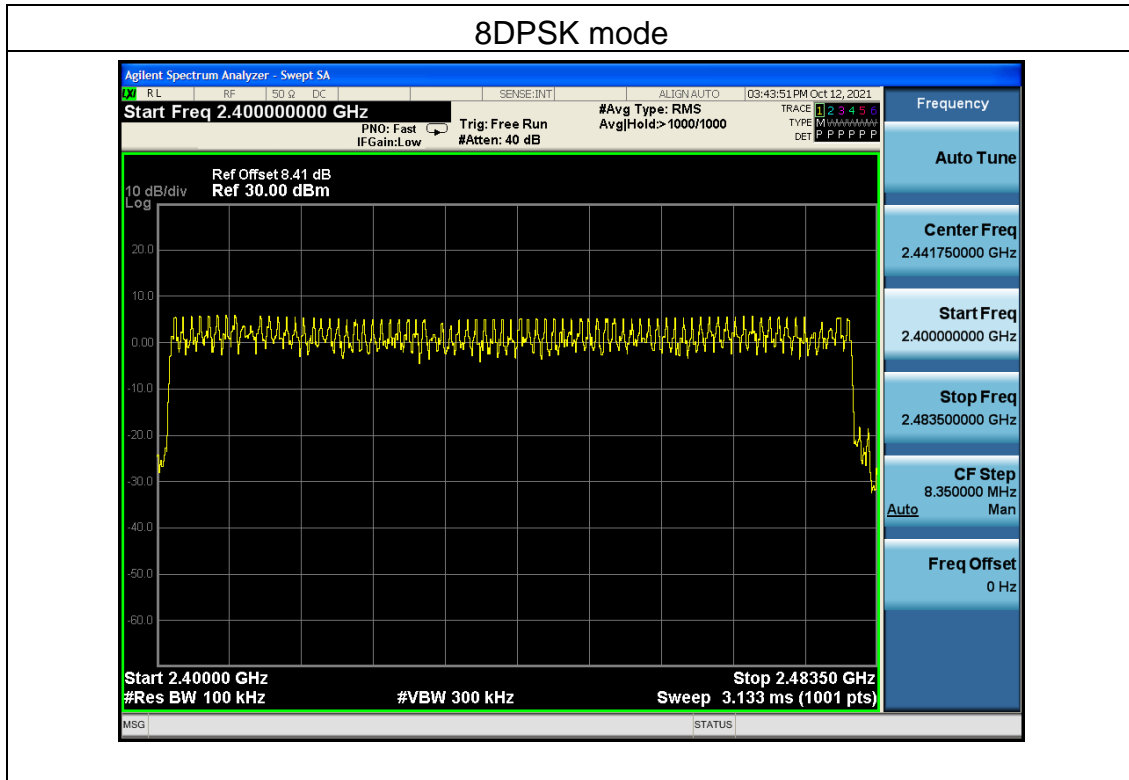 8DPSK mode
Agilent Spectrum Analyzer - Swept SA
LXI RL RF 50 Ω DC SENSE:INT ALIGN AUTO 03:43:51 PM Oct 12, 2021
Start Freq 2.400000000 GHz
PNO: Fast
IFGain:Low
Trig: Free Run
#Atten: 40 dB
#Avg Type: RMS
Avg|Hold:>1000/1000
TRACE 1 2 3 4 5 6
TYPE MWWWWW
DET P P P P P P
Ref Offset 8.41 dB
10 dB/div Ref 30.00 dBm
Log
20.0
10.0
0.00
-10.0
-20.0
-30.0
-40.0
-50.0
-60.0
Start 2.40000 GHz Stop 2.48350 GHz
#Res BW 100 kHz #VBW 300 kHz Sweep 3.133 ms (1001 pts)
MSG STATUS
Frequency
Auto Tune
Center Freq
2.441750000 GHz
Start Freq
2.400000000 GHz
Stop Freq
2.483500000 GHz
CF Step
8.350000 MHz
Auto Man
Freq Offset
0 Hz